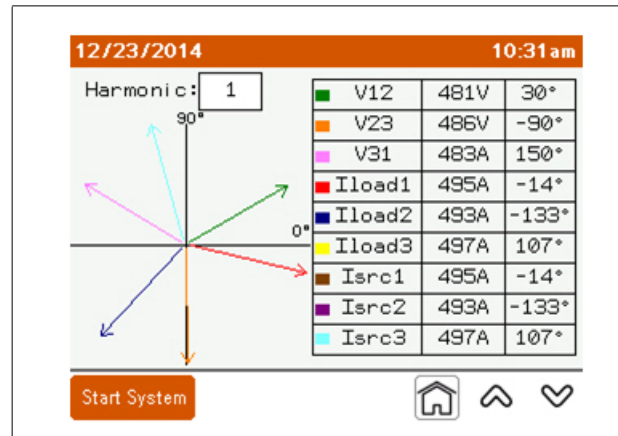 12/23/2014 10:31am
Harmonic: 1
90°
0°
V12 481V 30°
V23 486V -90°
V31 483A 150°
Iload1 495A -14°
Iload2 493A -133°
Iload3 497A 107°
Isrc1 495A -14°
Isrc2 493A -133°
Isrc3 497A 107°
Start System